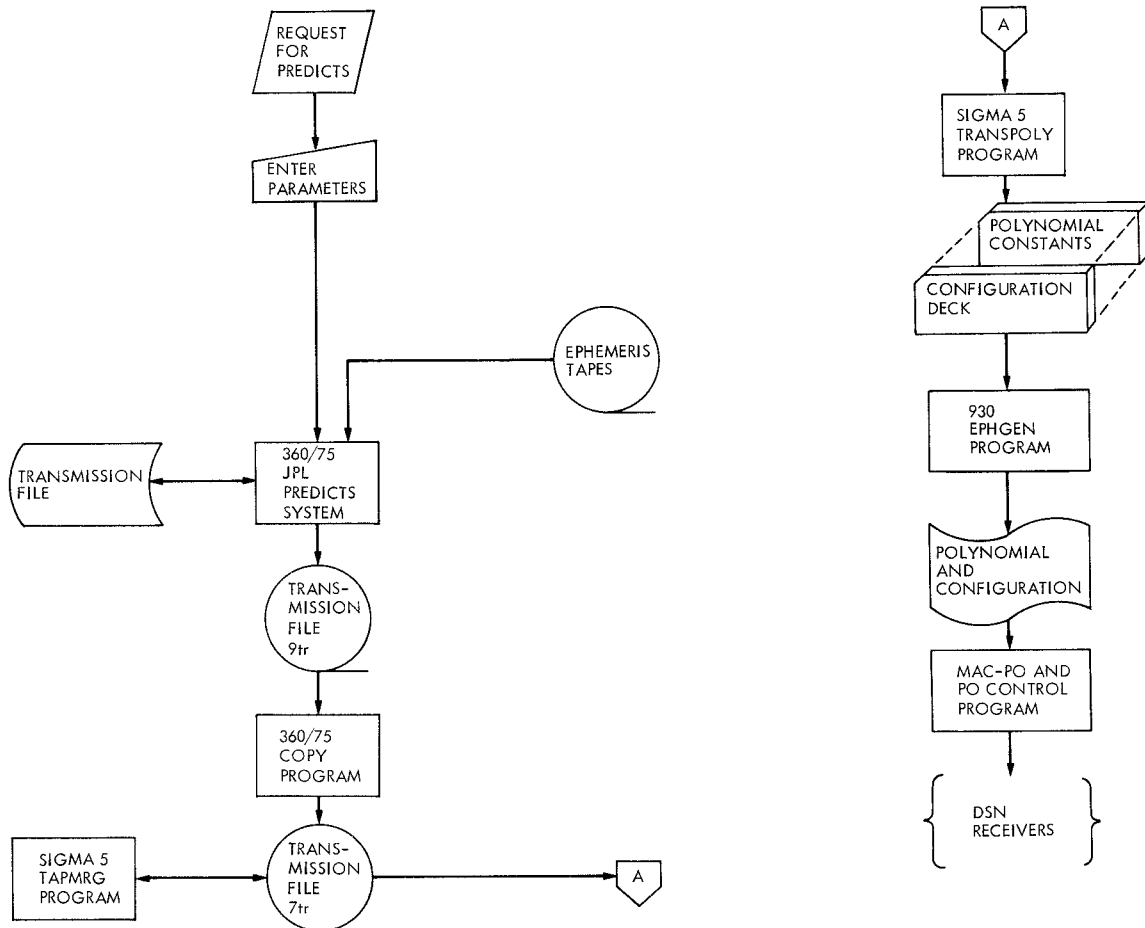 REQUEST
FOR
PREDICTS
ENTER
PARAMETERS
EPHEMERIS
TAPES
TRANSMISSION
FILE
360/75
JPL
PREDICTS
SYSTEM
TRANS-
MISSION
FILE
9tr
360/75
COPY
PROGRAM
SIGMA 5
TAPMRG
PROGRAM
TRANS-
MISSION
FILE
7tr
A
A
SIGMA 5
TRANSPOLY
PROGRAM
POLYNOMIAL
CONSTANTS
CONFIGURATION
DECK
930
EPHGEN
PROGRAM
POLYNOMIAL
AND
CONFIGURATION
MAC-PO AND
PO CONTROL
PROGRAM
DSN
RECEIVERS